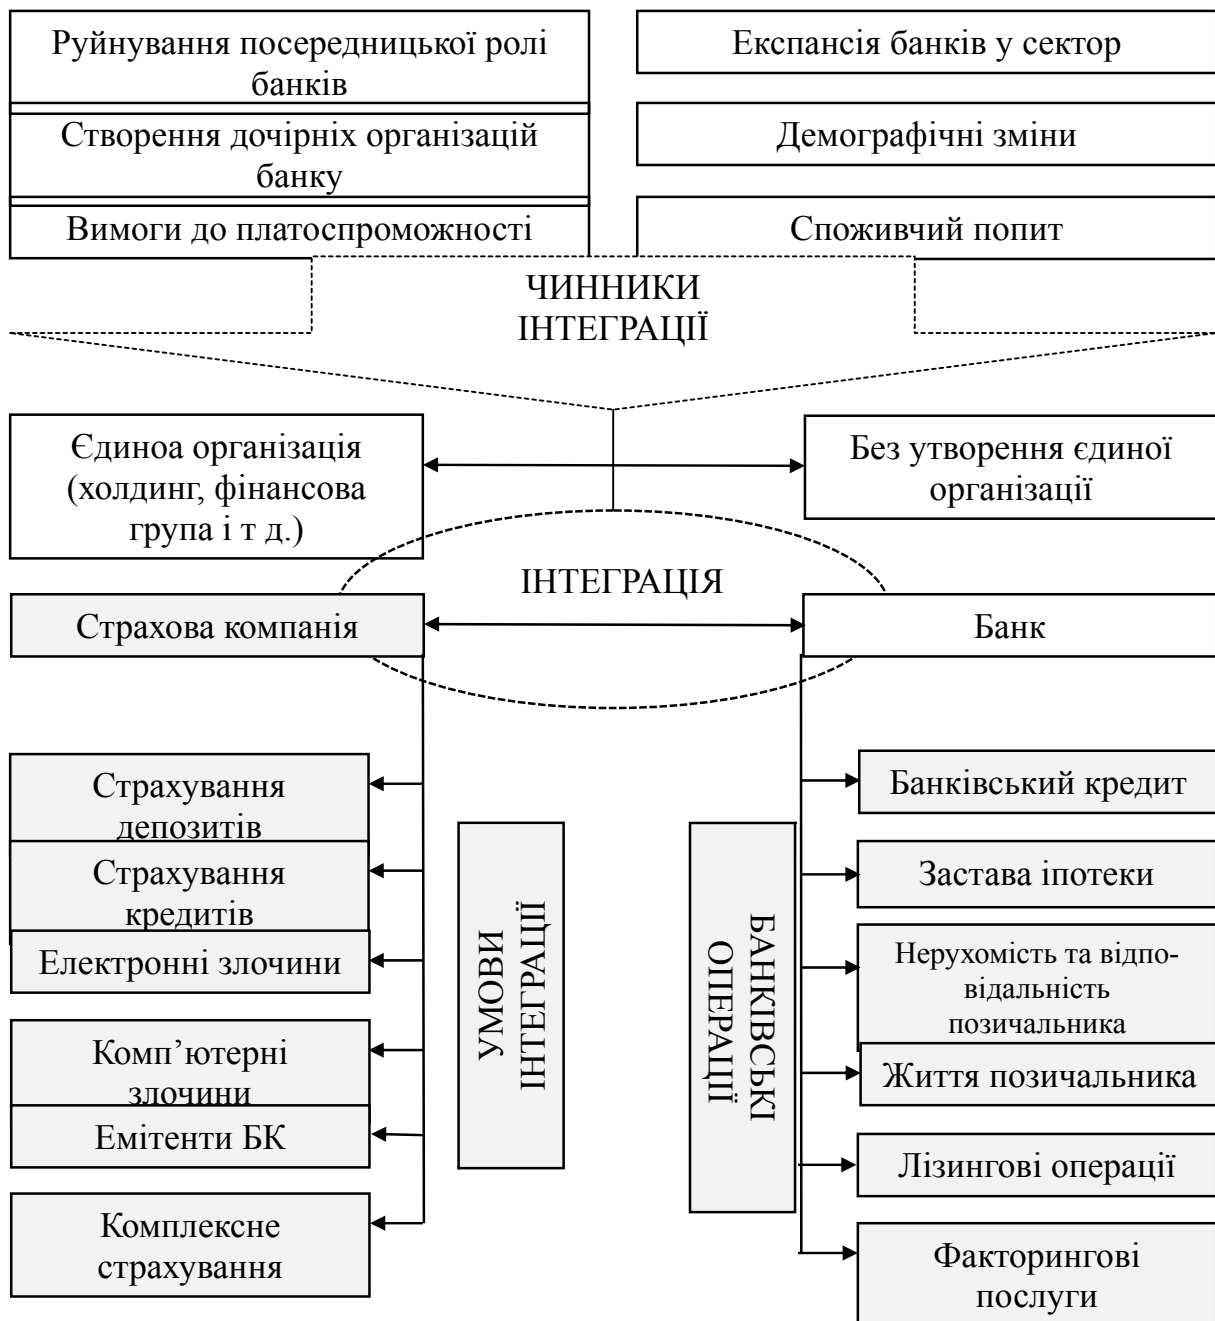 Руйнування посередницької ролі
банків
Експансія банків у сектор
Створення дочірніх організацій
банку
Демографічні зміни
Вимоги до платоспроможності
Споживчий попит
ЧИННИКИ
ІНТЕГРАЦІЇ
Єдиноа організація
(холдинг, фінансова
група і т д.)
Без утворення єдиної
організації
ІНТЕГРАЦІЯ
Страхова компанія
Банк
Страхування
депозитів
Страхування
кредитів
Електронні злочини
Комп’ютерні
злочини
Емітенти БК
Комплексне
страхування
УМОВИ
ІНТЕГРАЦІЇ
БАНКІВСЬКІ
ОПЕРАЦІЇ
Банківський кредит
Застава іпотеки
Нерухомість та відпо-
відальність
позичальника
Життя позичальника
Лізингові операції
Факторингові
послуги